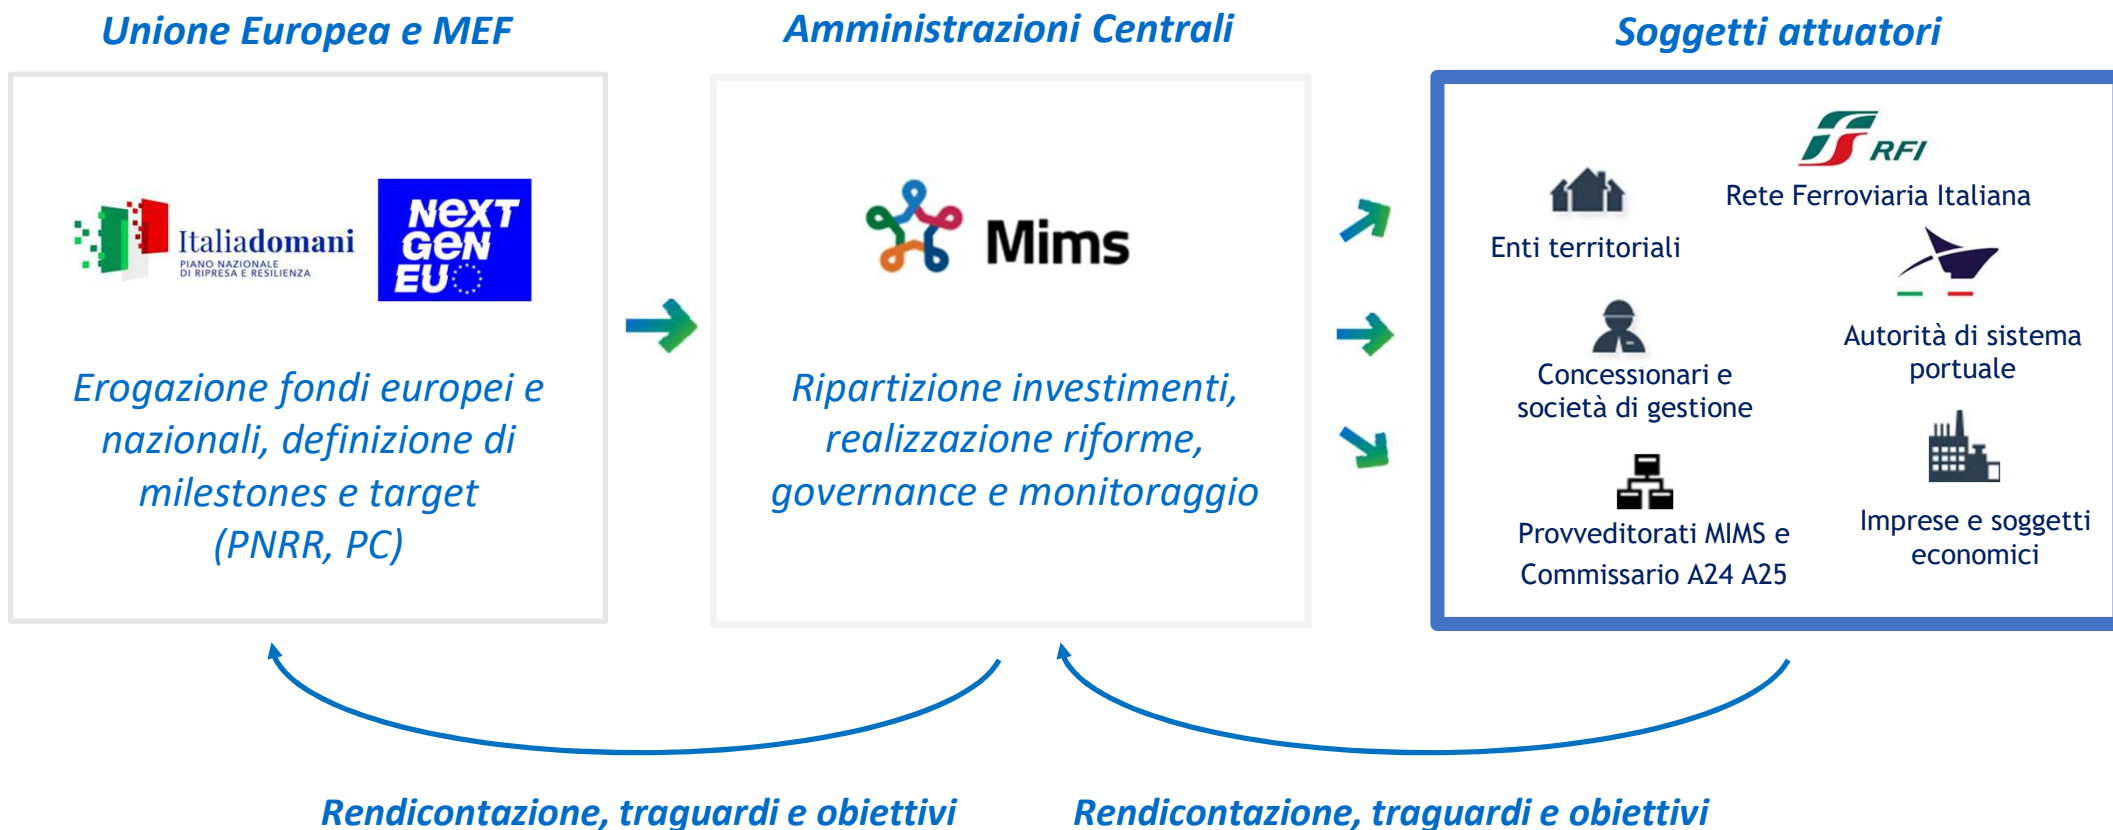 Unione Europea e MEF
Amministrazioni Centrali
Soggetti attuatori
Italiadomani
PIANO NAZIONALE
DI RIPRESA E RESILIENZA
NEXT
GEN
EU
Erogazione fondi europei e
nazionali, definizione di
milestones e target
(PNRR, PC)
Mims
Ripartizione investimenti,
realizzazione riforme,
governance e monitoraggio
RFI
Rete Ferroviaria Italiana
Enti territoriali
Autorità di sistema
portuale
Concessionari e
società di gestione
Imprese e soggetti
economici
Provveditorati MIMS e
Commissario A24 A25
Rendicontazione, traguardi e obiettivi
Rendicontazione, traguardi e obiettivi